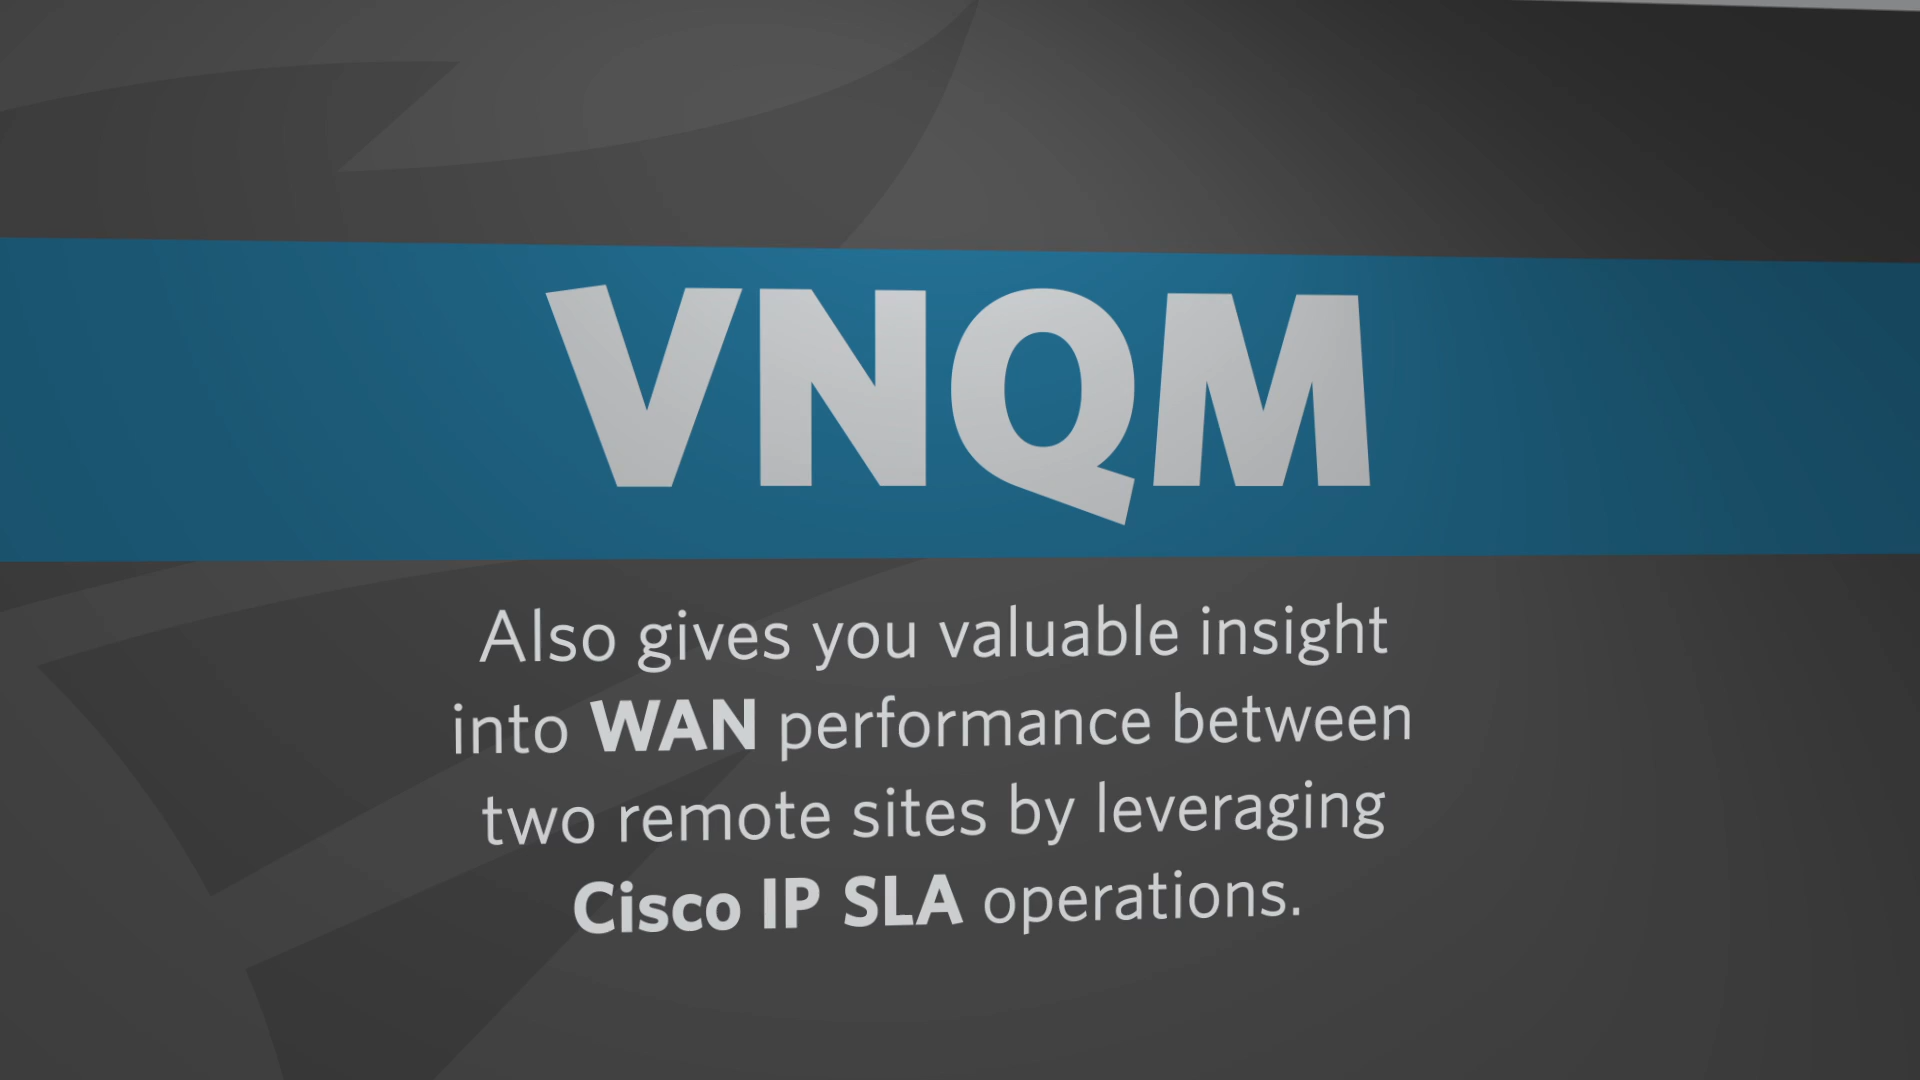 VNQM
Also gives you valuable insight
into WAN performance between
two remote sites by leveraging
Cisco IP SLA operations.